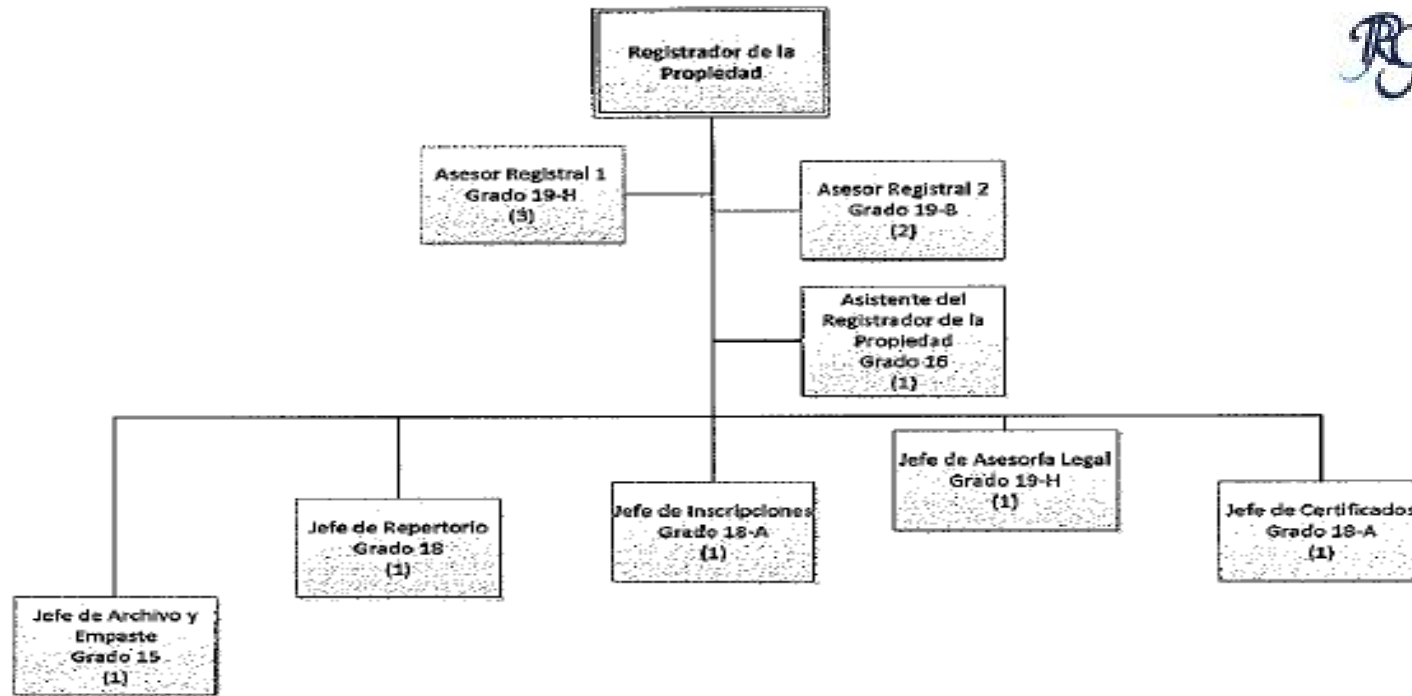 Registrador de la
Propiedad
Asesor Registral 1
Grado 19-H
(3)
Asesor Registral 2
Grado 19-B
(2)
Asistente del
Registrador de la
Propiedad
Grado 16
(1)
Jefe de Archivo y
Empaste
Grado 15
(1)
Jefe de Repertorio
Grado 18
(1)
Jefe de Inscripciones
Grado 18-A
(1)
Jefe de Asesoría Legal
Grado 19-H
(1)
Jefe de Certificados
Grado 18-A
(1)